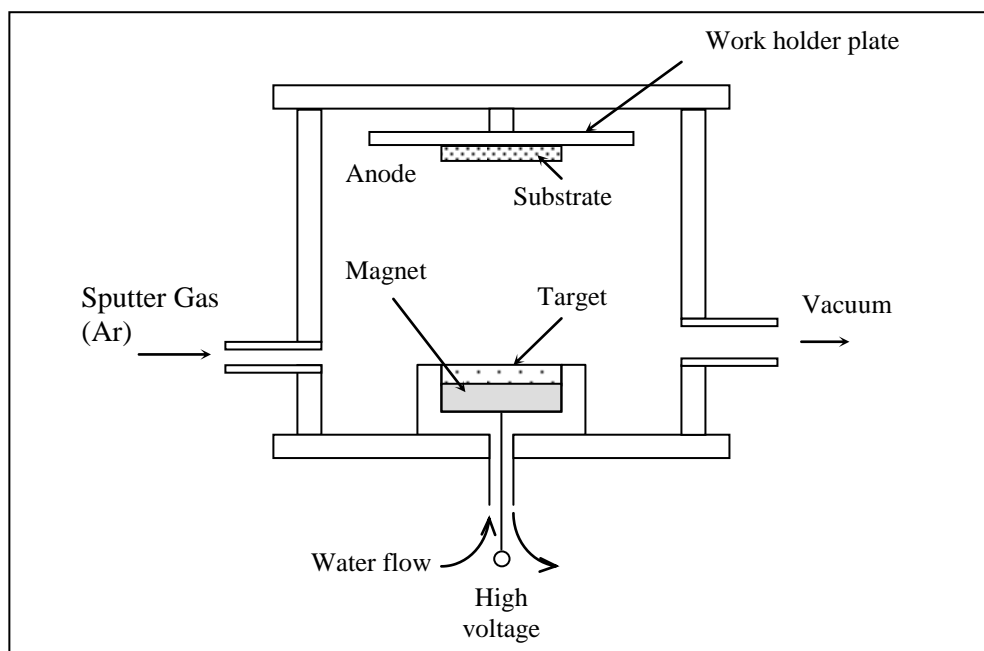 Work holder plate
Anode
Substrate
Magnet
Sputter Gas
(Ar)
Target
Vacuum
Water flow
High
voltage